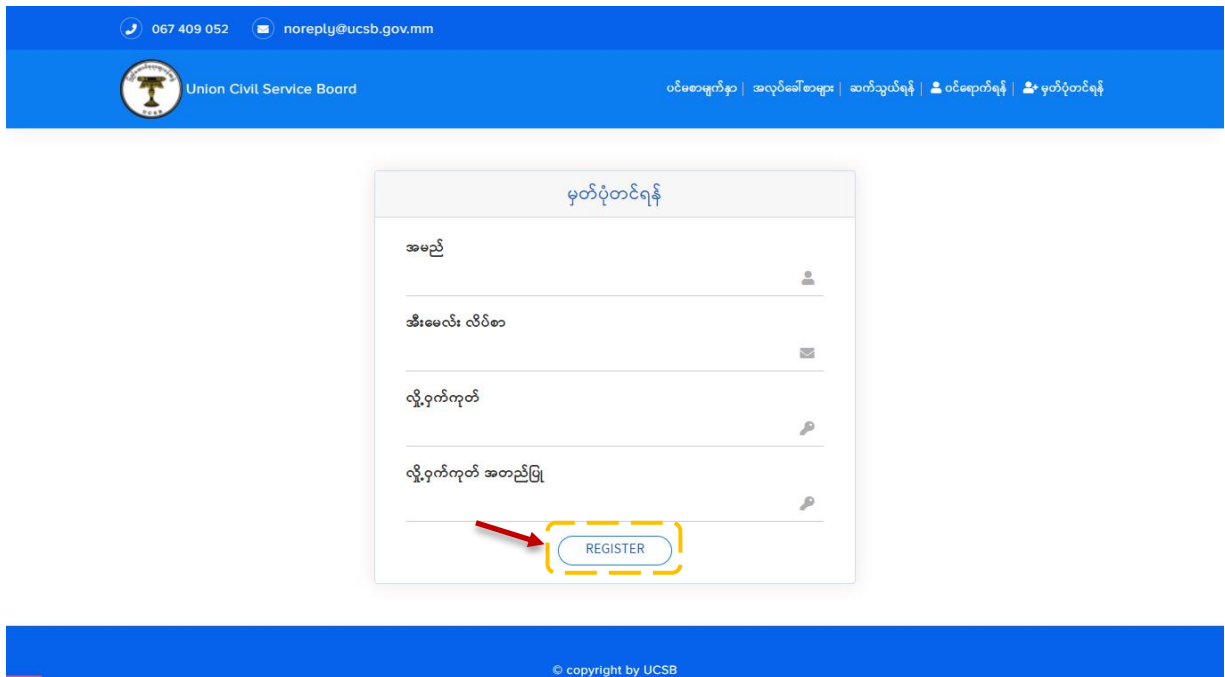 067 409 052 noreply@ucsb.gov.mm
Union Civil Service Board
ပင်မစာမျက်နှာ | အလုပ်ခေါ်စာများ | ဆက်သွယ်ရန် | ဝင်ရောက်ရန် | မှတ်ပုံတင်ရန်
မှတ်ပုံတင်ရန်
အမည်
အီးမေလ်း လိပ်စာ
လှို့ဝှက်ကုတ်
လှို့ဝှက်ကုတ် အတည်ပြု
REGISTER
© copyright by UCSB